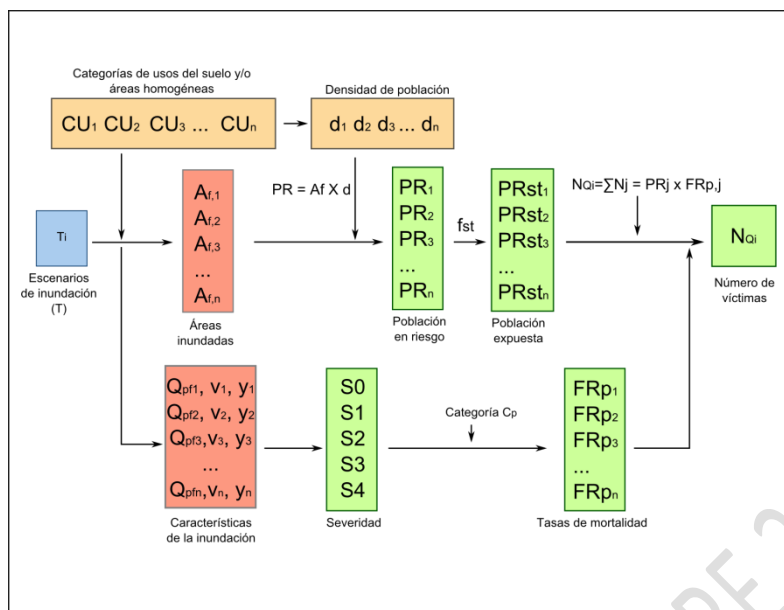 Categorías de usos del suelo y/o
áreas homogéneas
Densidad de población
CU1 CU2 CU3 ... CUn
d1 d2 d3... dn
PR = Af X d
NQi=∑Nj = PRj x FRp,j
Ti
Escenarios
de inundación
(T)
Af,1
Af,2
Af,3
...
Af,n
Áreas
inundadas
PR1
PR2
PR3
...
PRn
Población
en riesgo
fst
PRst1
PRst2
PRst3
...
PRstn
Población
expuesta
NQi
Número de
víctimas
Qpf1, v1, y1
Qpf2, v2, y2
Qpf3,v3, y3
...
Qpfn,vn, yn
Características
de la inundación
S0
S1
S2
S3
S4
Severidad
Categoría Cp
FRp1
FRp2
FRp3
...
FRpn
Tasas de mortalidad